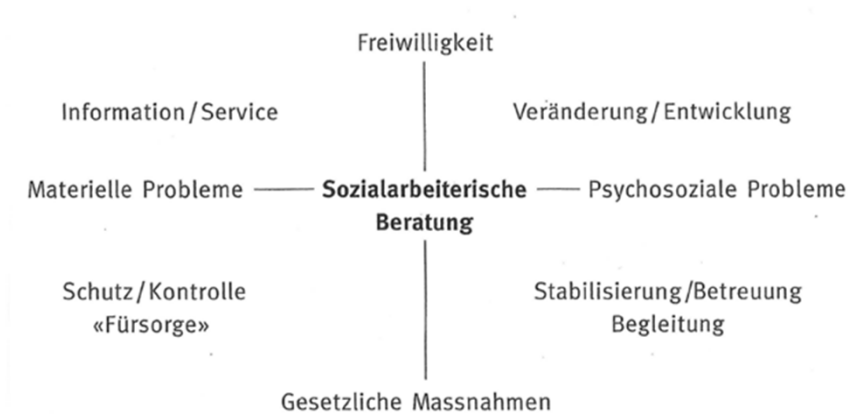 Freiwilligkeit
Information/Service
Veränderung/Entwicklung
Materielle Probleme
Sozialarbeiterische
Beratung
Psychosoziale Probleme
Schutz/Kontrolle
«Fürsorge»
Stabilisierung/Betreuung
Begleitung
Gesetzliche Massnahmen